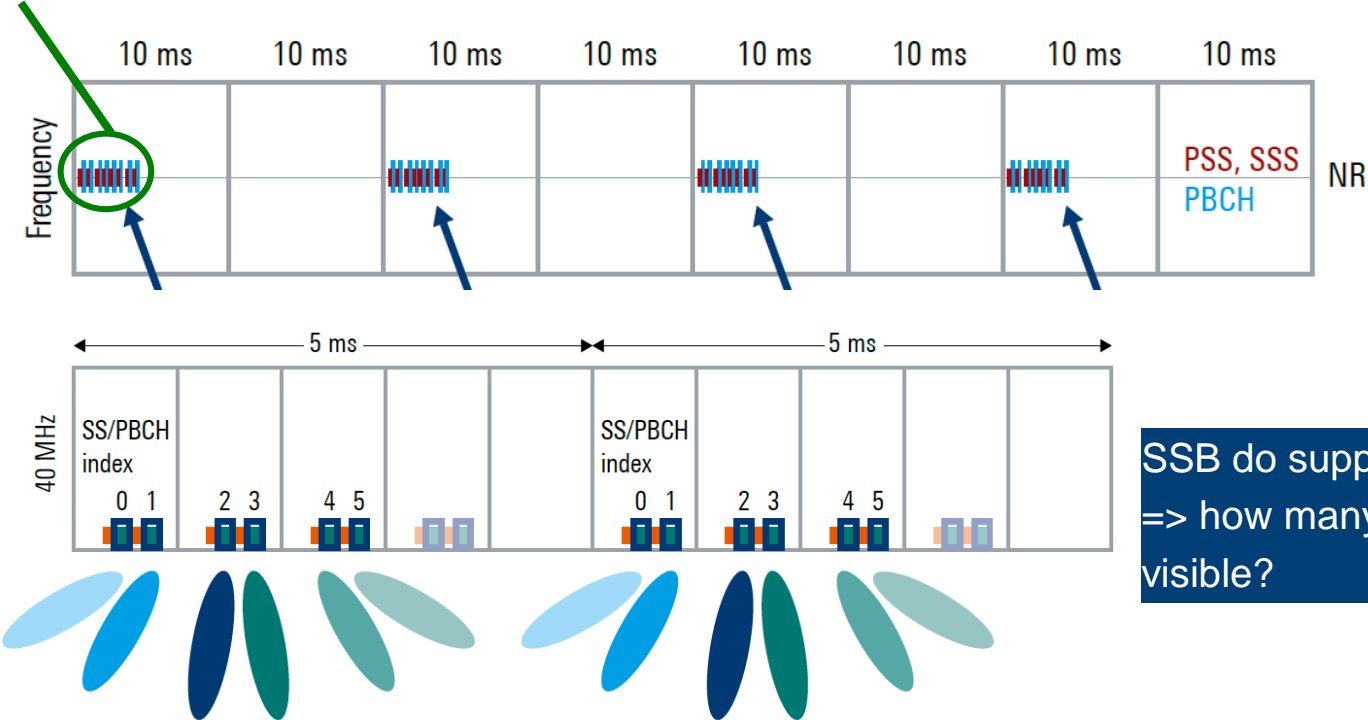 10 ms 10 ms 10 ms 10 ms 10 ms 10 ms 10 ms 10 ms
Frequency
PSS, SSS
PBCH
NR
5 ms 5 ms
40 MHz
SS/PBCH
index
0 1 2 3 4 5
SS/PBCH
index
0 1 2 3 4 5
SSB do
=> how
visible?